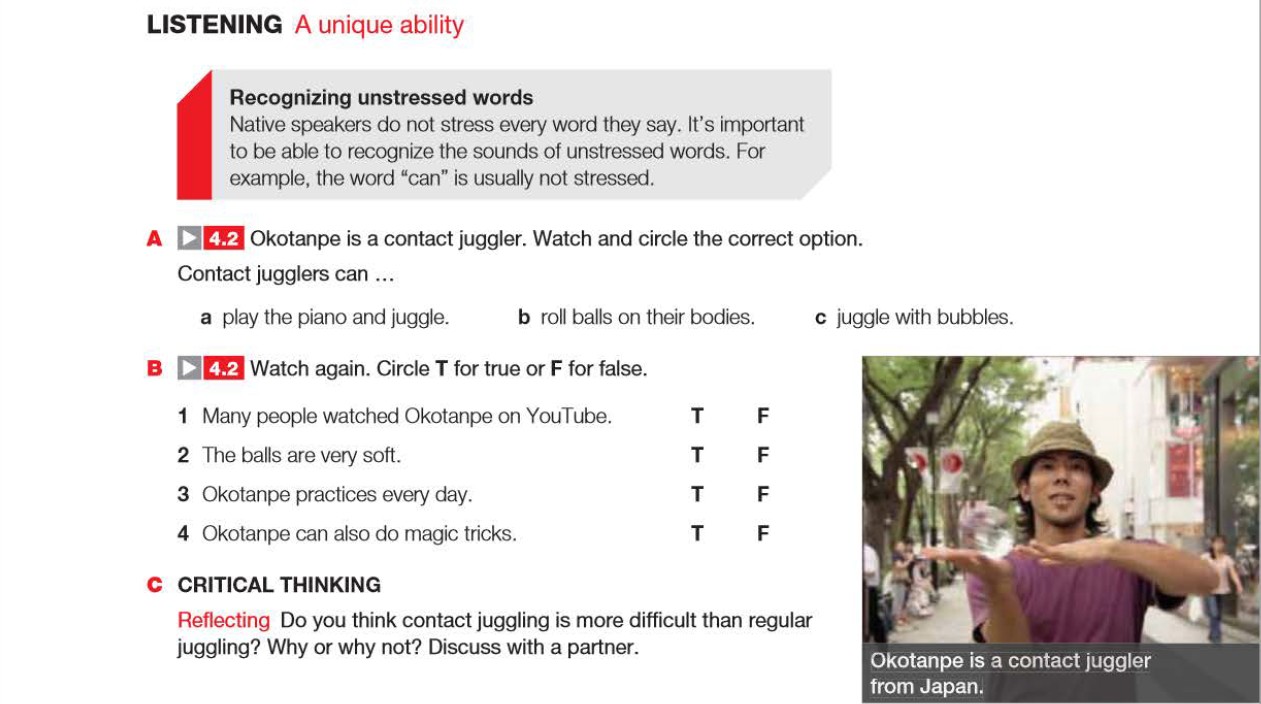 LISTENING A unique ability
Recognizing unstressed words
Native speakers do not stress every word they say. It's important
to be able to recognize the sounds of unstressed words. For
example, the word “can” is usually not stressed.
A 4.2 Okotanpe is a contact juggler. Watch and circle the correct option.
Contact jugglers can …
a play the piano and juggle. b roll balls on their bodies. c juggle with bubbles.
B 4.2 Watch again. Circle T for true or F for false.
1 Many people watched Okotanpe on YouTube. T F
2 The balls are very soft. T F
3 Okotanpe practices every day. T F
4 Okotanpe can also do magic tricks. T F
C CRITICAL THINKING
Reflecting Do you think contact juggling is more difficult than regular
juggling? Why or why not? Discuss with a partner.
Okotanpe is a contact juggler
from Japan.